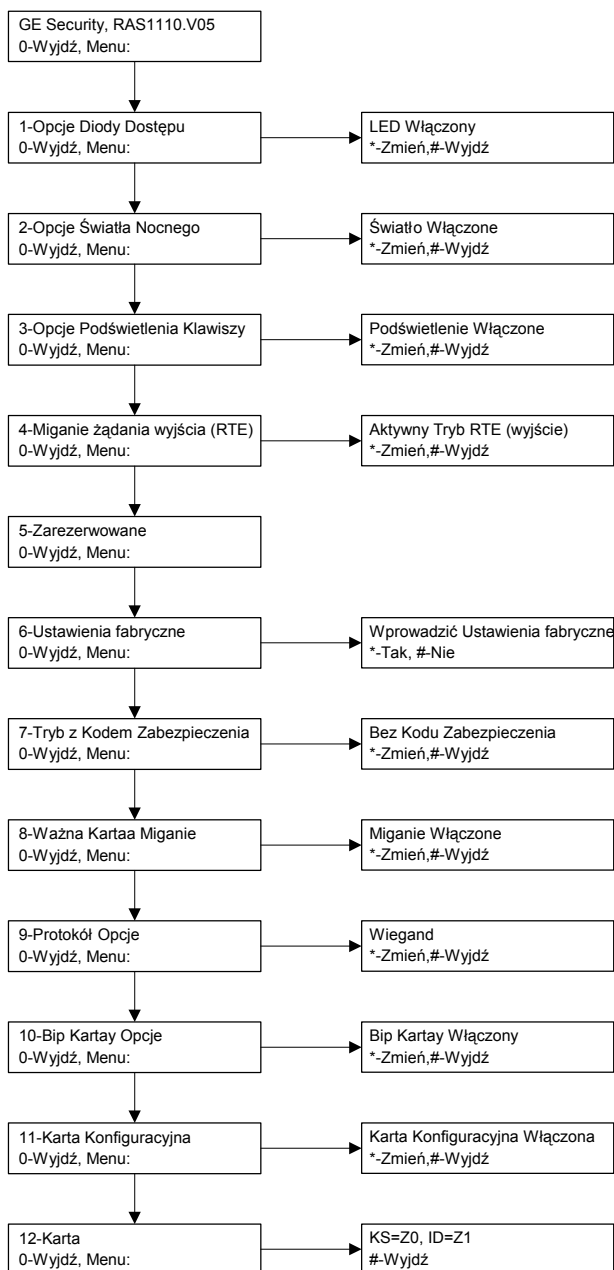 GE Security, RAS1110.V05
0-Wyjdź, Menu:
1-Opcje Diody Dostępu
0-Wyjdź, Menu:
LED Włączony
*-Zmień,#-Wyjdź
2-Opcje Światła Nocnego
0-Wyjdź, Menu:
Światło Włączone
*-Zmień,#-Wyjdź
3-Opcje Podświetlenia Klawiszy
0-Wyjdź, Menu:
Podświetlenie Włączone
*-Zmień,#-Wyjdź
4-Miganie żądania wyjścia (RTE)
0-Wyjdź, Menu:
Aktywny Tryb RTE (wyjście)
*-Zmień,#-Wyjdź
5-Zarezerwowane
0-Wyjdź, Menu:
6-Ustawienia fabryczne
0-Wyjdź, Menu:
Wprowadzić Ustawienia fabryczne
*-Tak, #-Nie
7-Tryb z Kodem Zabezpieczenia
0-Wyjdź, Menu:
Bez Kodu Zabezpieczenia
*-Zmień,#-Wyjdź
8-Ważna Kartaa Miganie
0-Wyjdź, Menu:
Miganie Włączone
*-Zmień,#-Wyjdź
9-Protokół Opcje
0-Wyjdź, Menu:
Wiegand
*-Zmień,#-Wyjdź
10-Bip Kartay Opcje
0-Wyjdź, Menu:
Bip Kartay Włączony
*-Zmień,#-Wyjdź
11-Karta Konfiguracyjna
0-Wyjdź, Menu:
Karta Konfiguracyjna Włączona
*-Zmień,#-Wyjdź
12-Karta
0-Wyjdź, Menu:
KS=Z0, ID=Z1
#-Wyjdź